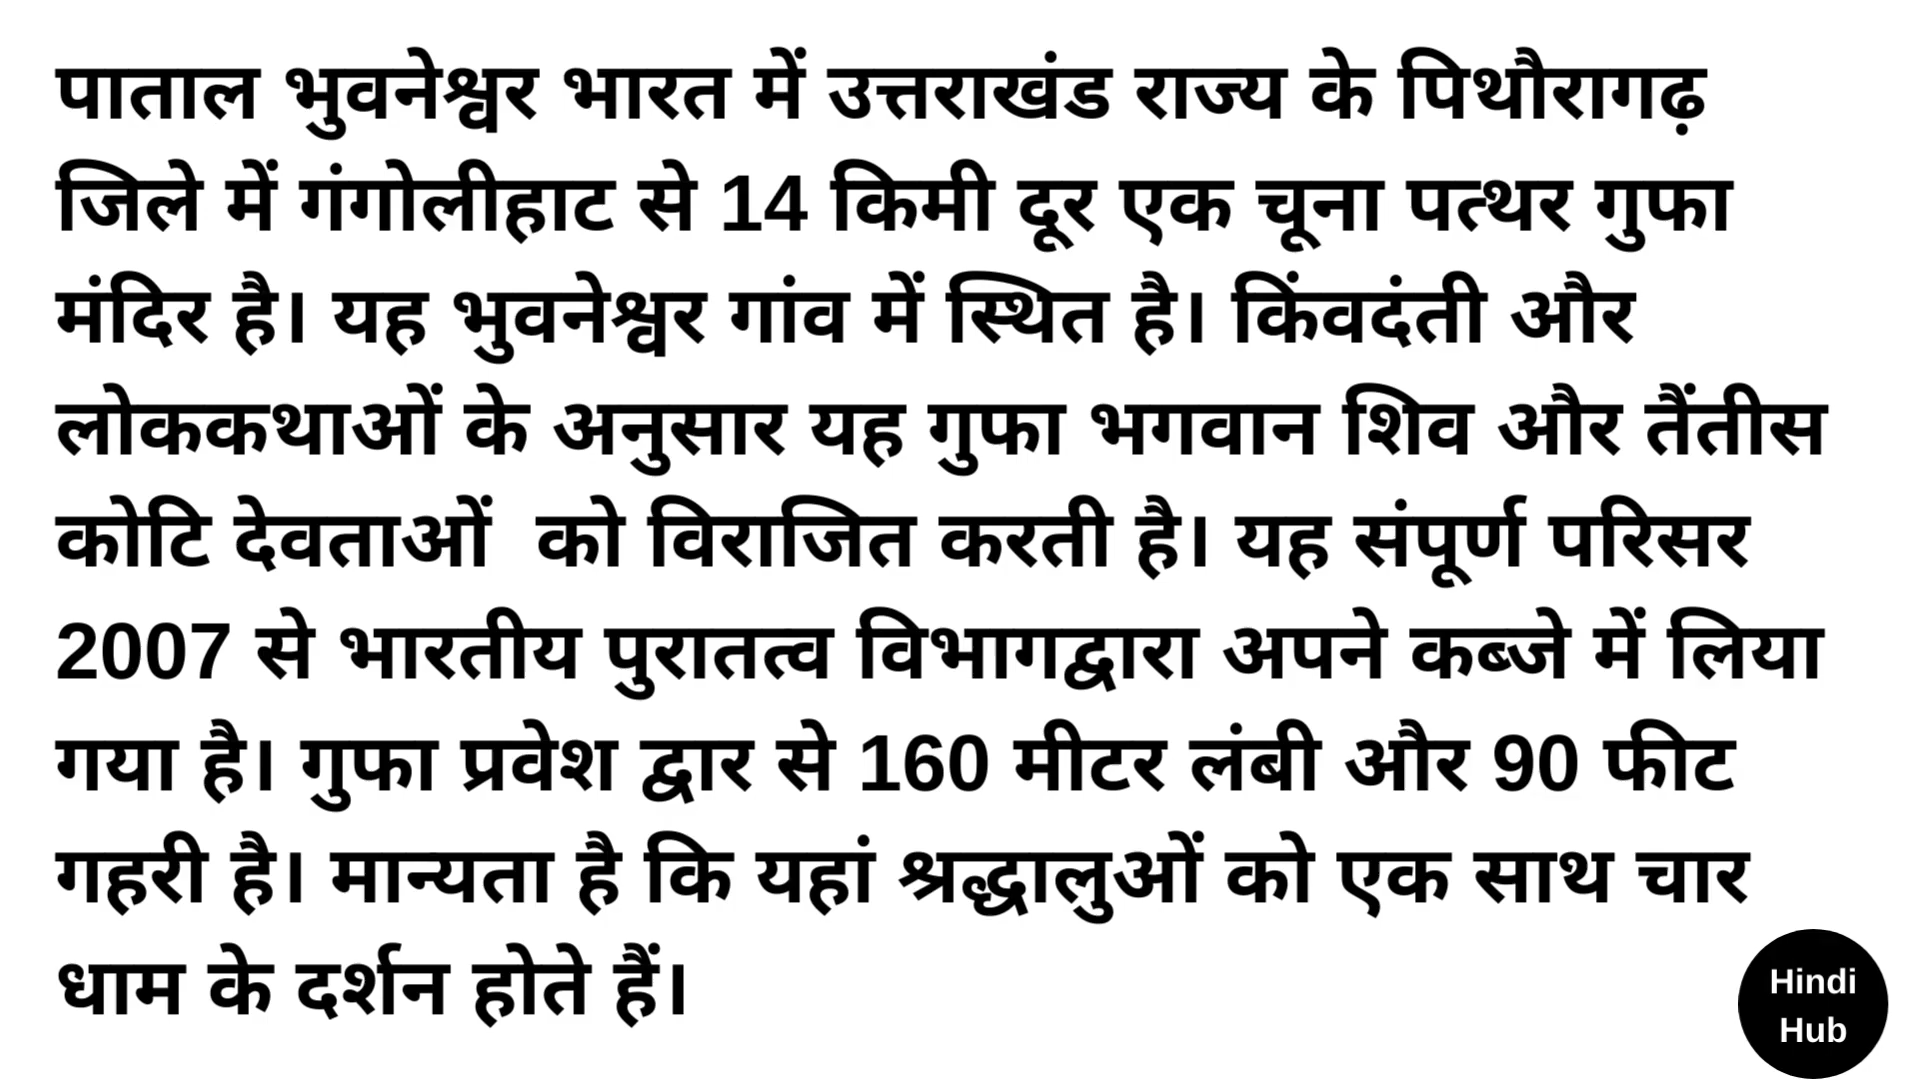 पाताल भुवनेश्वर भारत में उत्तराखंड राज्य के पिथौरागढ़
जिले में गंगोलीहाट से 14 किमी दूर एक चूना पत्थर गुफा
मंदिर है। यह भुवनेश्वर गांव में स्थित है। किंवदंती और
लोककथाओं के अनुसार यह गुफा भगवान शिव और तैंतीस
कोटि देवताओं  को विराजित करती है। यह संपूर्ण परिसर
2007 से भारतीय पुरातत्व विभागद्वारा अपने कब्जे में लिया
गया है। गुफा प्रवेश द्वार से 160 मीटर लंबी और 90 फीट
गहरी है। मान्यता है कि यहां श्रद्धालुओं को एक साथ चार
धाम के दर्शन होते हैं।
Hindi
Hub